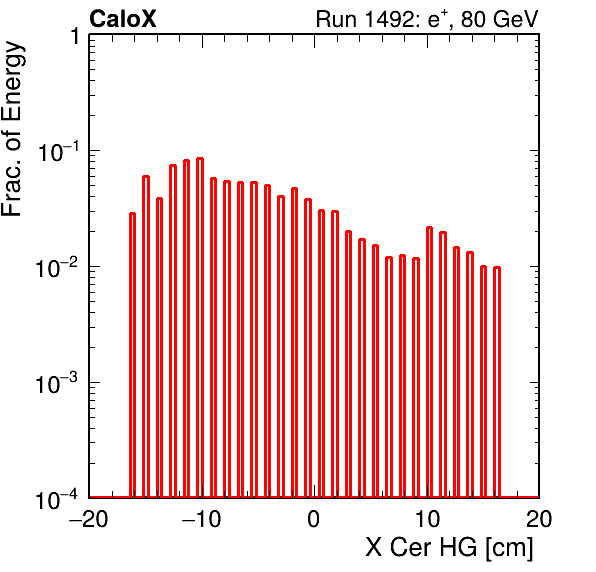 CaloX
Run 1492: e⁺, 80 GeV
Frac. of Energy
1
10⁻¹
10⁻²
10⁻³
10⁻⁴
−20
−10
0
10
20
X Cer HG [cm]